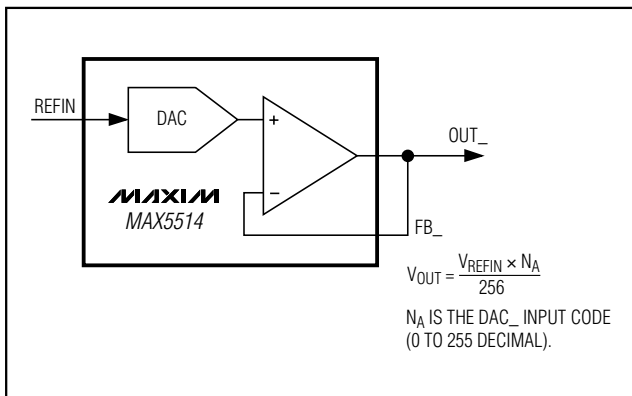 REFIN
DAC
+
−
OUT_
MAXIM
MAX5514
FB_
V_OUT = V_REFIN × N_A
256
N_A IS THE DAC_ INPUT CODE
(0 TO 255 DECIMAL).